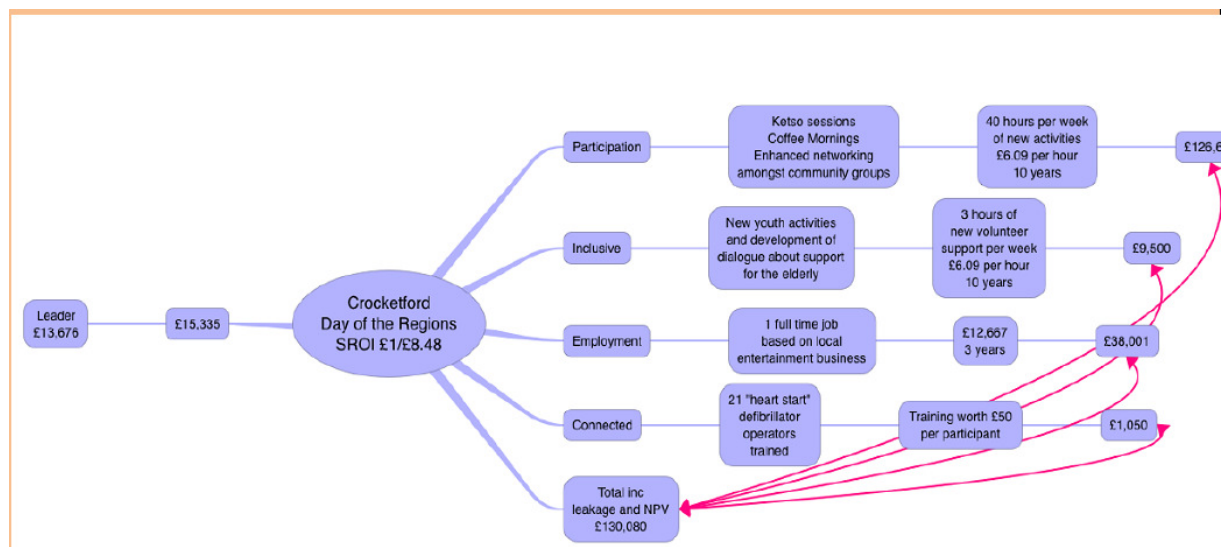 Leader
£13,676
£15,335
Crocketford
Day of the Regions
SROI £1/£8.48
Participation
Ketso sessions
Coffee Mornings
Enhanced networking
amongst community groups
40 hours per week
of new activities
£6.09 per hour
10 years
£126,6
Inclusive
New youth activities
and development of
dialogue about support
for the elderly
3 hours of
new volunteer
support per week
£6.09 per hour
10 years
£9,500
Employment
1 full time job
based on local
entertainment business
£12,667
3 years
£38,001
Connected
21 "heart start"
defibrillator
operators
trained
Training worth £50
per participant
£1,050
Total inc
leakage and NPV
£130,080